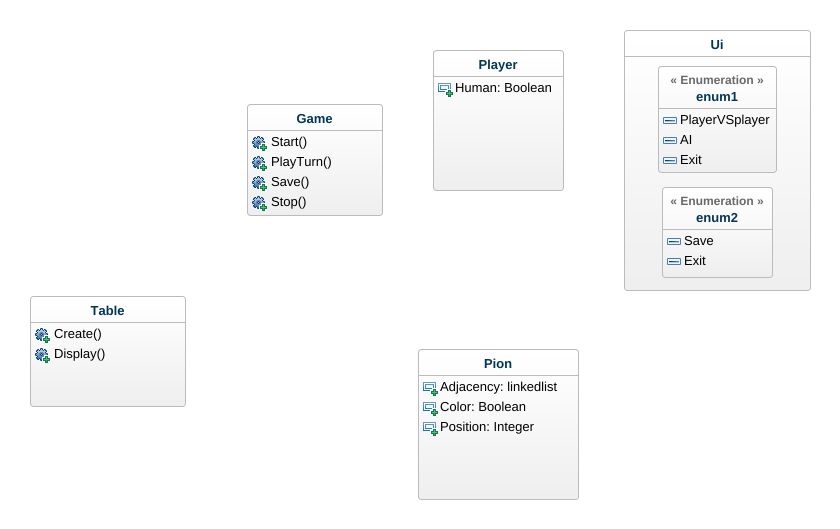 Ui
« Enumeration »
enum1
PlayerVSplayer
AI
Exit
« Enumeration »
enum2
Save
Exit
Player
Human: Boolean
Game
Start()
PlayTurn()
Save()
Stop()
Table
Create()
Display()
Pion
Adjacency: linkedlist
Color: Boolean
Position: Integer